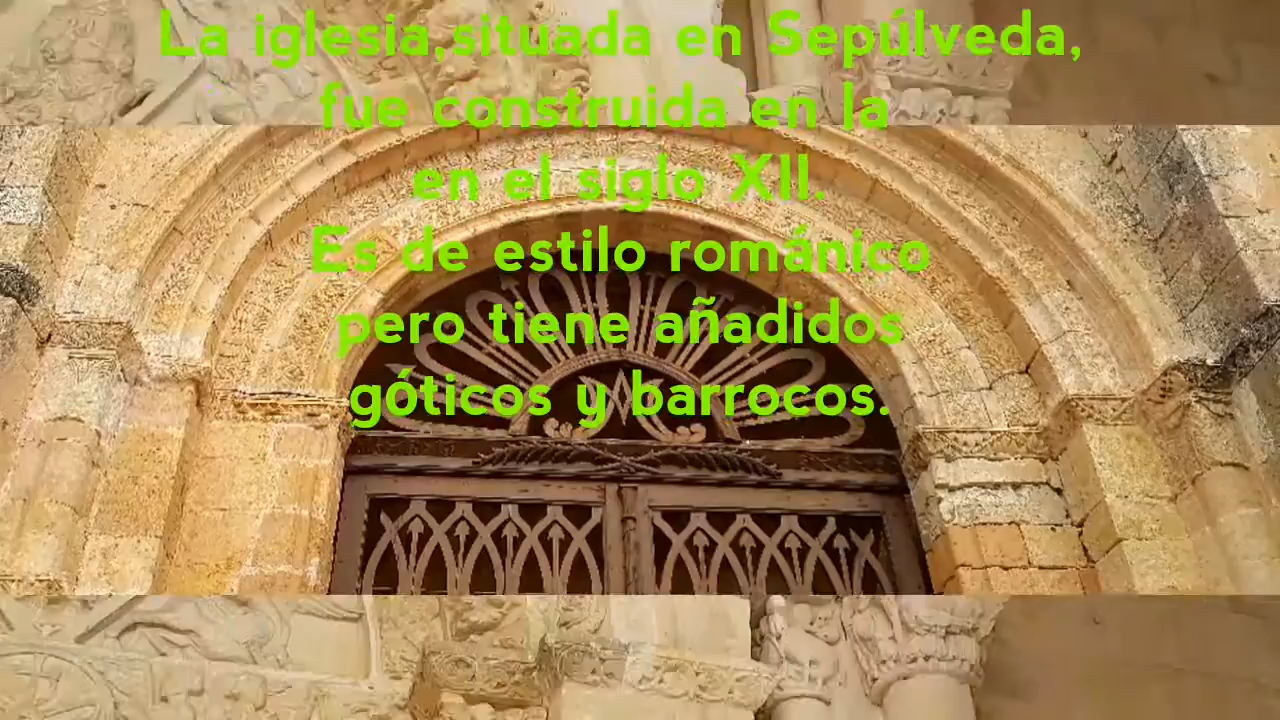 La iglesia,situada en Sepúlveda,
fue construida en la
en el siglo XII.
Es de estilo románico
pero tiene añadidos
góticos y barrocos.